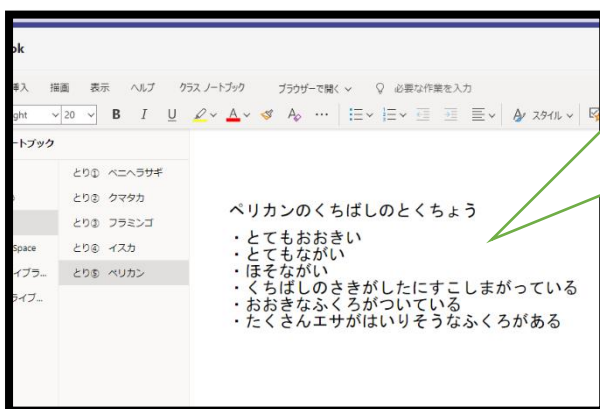 ok
挿入 描画 表示 ヘルプ クラス ノートブック ブラウザーで開く 必要な作業を入力
ght 20 B I U A A スタイル
ートブック
とり① ベニヘラサギ
とり② クマタカ
とり③ フラミンゴ
Space とり④ イスカ
イブラ... とり⑤ ペリカン
ライブ...
ペリカンのくちばしのとくちょう
・とてもおおきい
・とてもながい
・ほそながい
・くちばしのさきがしたにすこしまがっている
・おおきなふくろがついている
・たくさんエサがはいりそうなふくろがある